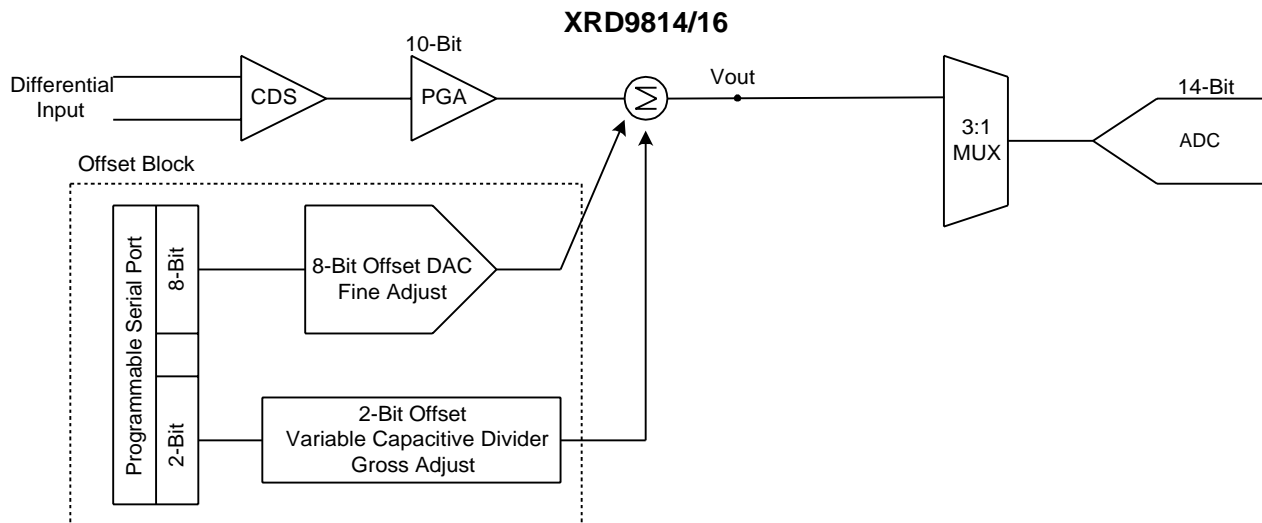 XRD9814/16
10-Bit
Differential
Input
CDS
PGA
Σ
Vout
3:1
MUX
14-Bit
ADC
Offset Block
Programmable Serial Port
8-Bit
2-Bit
8-Bit Offset DAC
Fine Adjust
2-Bit Offset
Variable Capacitive Divider
Gross Adjust